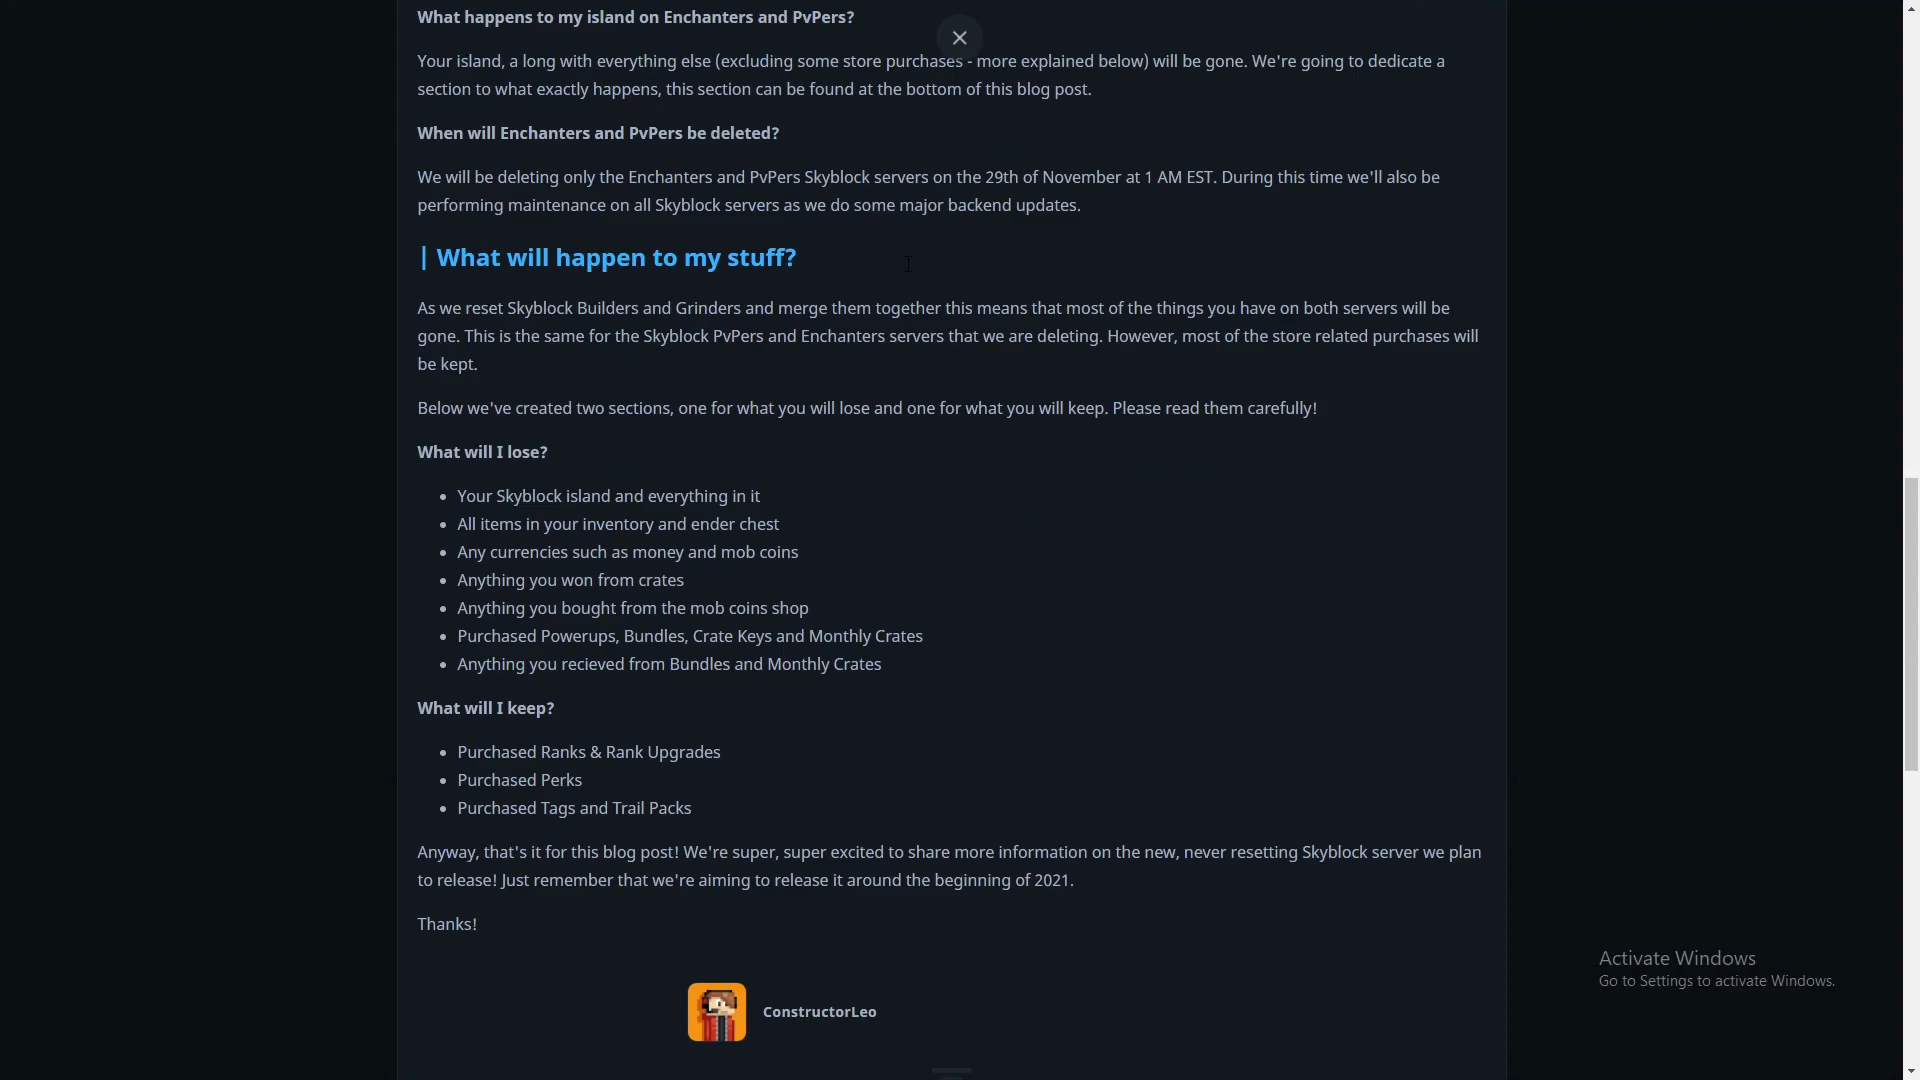 What happens to my island on Enchanters and PvPers?
Your island, a long with everything else (excluding some store purchases - more explained below) will be gone. We're going to dedicate a
section to what exactly happens, this section can be found at the bottom of this blog post.
When will Enchanters and PvPers be deleted?
We will be deleting only the Enchanters and PvPers Skyblock servers on the 29th of November at 1 AM EST. During this time we'll also be
performing maintenance on all Skyblock servers as we do some major backend updates.
| What will happen to my stuff?
As we reset Skyblock Builders and Grinders and merge them together this means that most of the things you have on both servers will be
gone. This is the same for the Skyblock PvPers and Enchanters servers that we are deleting. However, most of the store related purchases will
be kept.
Below we've created two sections, one for what you will lose and one for what you will keep. Please read them carefully!
What will I lose?
• Your Skyblock island and everything in it
• All items in your inventory and ender chest
• Any currencies such as money and mob coins
• Anything you won from crates
• Anything you bought from the mob coins shop
• Purchased Powerups, Bundles, Crate Keys and Monthly Crates
• Anything you recieved from Bundles and Monthly Crates
What will I keep?
• Purchased Ranks & Rank Upgrades
• Purchased Perks
• Purchased Tags and Trail Packs
Anyway, that's it for this blog post! We're super, super excited to share more information on the new, never resetting Skyblock server we plan
to release! Just remember that we're aiming to release it around the beginning of 2021.
Thanks!
ConstructorLeo
Activate Windows
Go to Settings to activate Windows.